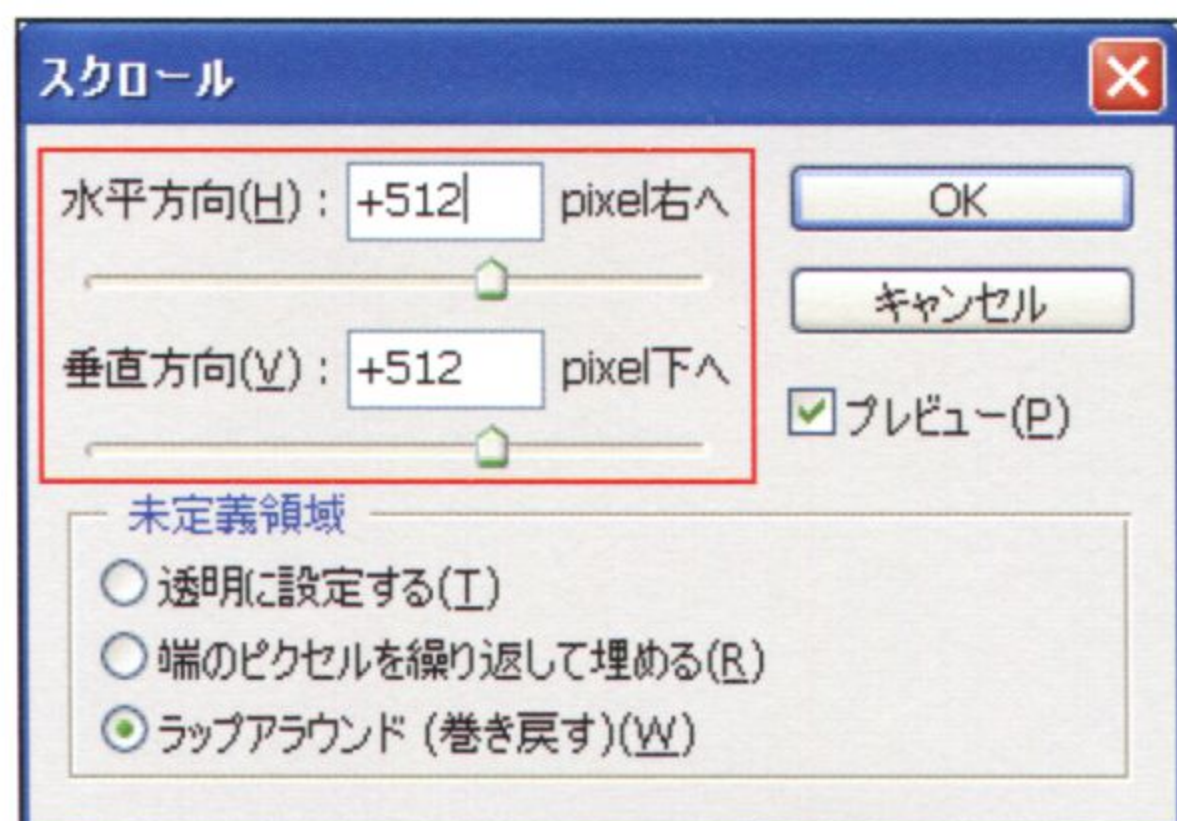 スクロール
水平方向(H) : +512 pixel右へ
OK
キャンセル
垂直方向(V) : +512 pixel下へ
プレビュー(P)
未定義領域
透明に設定する(T)
端のピクセルを繰り返して埋める(R)
ラップアラウンド (巻き戻す)(W)